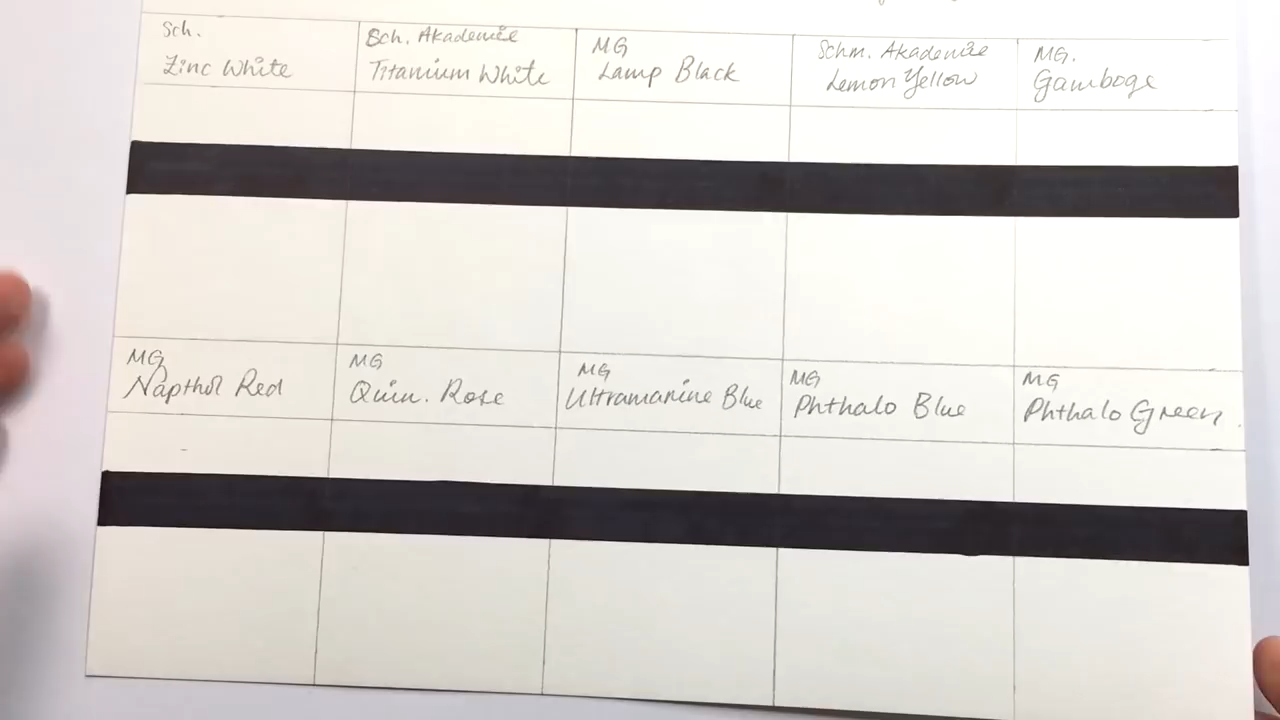 Sch.
Zinc White
Sch. Akademie
Titanium White
MG
Lamp Black
Schm. Akademie
Lemon Yellow
MG.
Gamboge
MG
Napthol Red
MG
Quin. Rose
MG
Ultramarine Blue
MG
Phthalo Blue
MG
Phthalo Green.